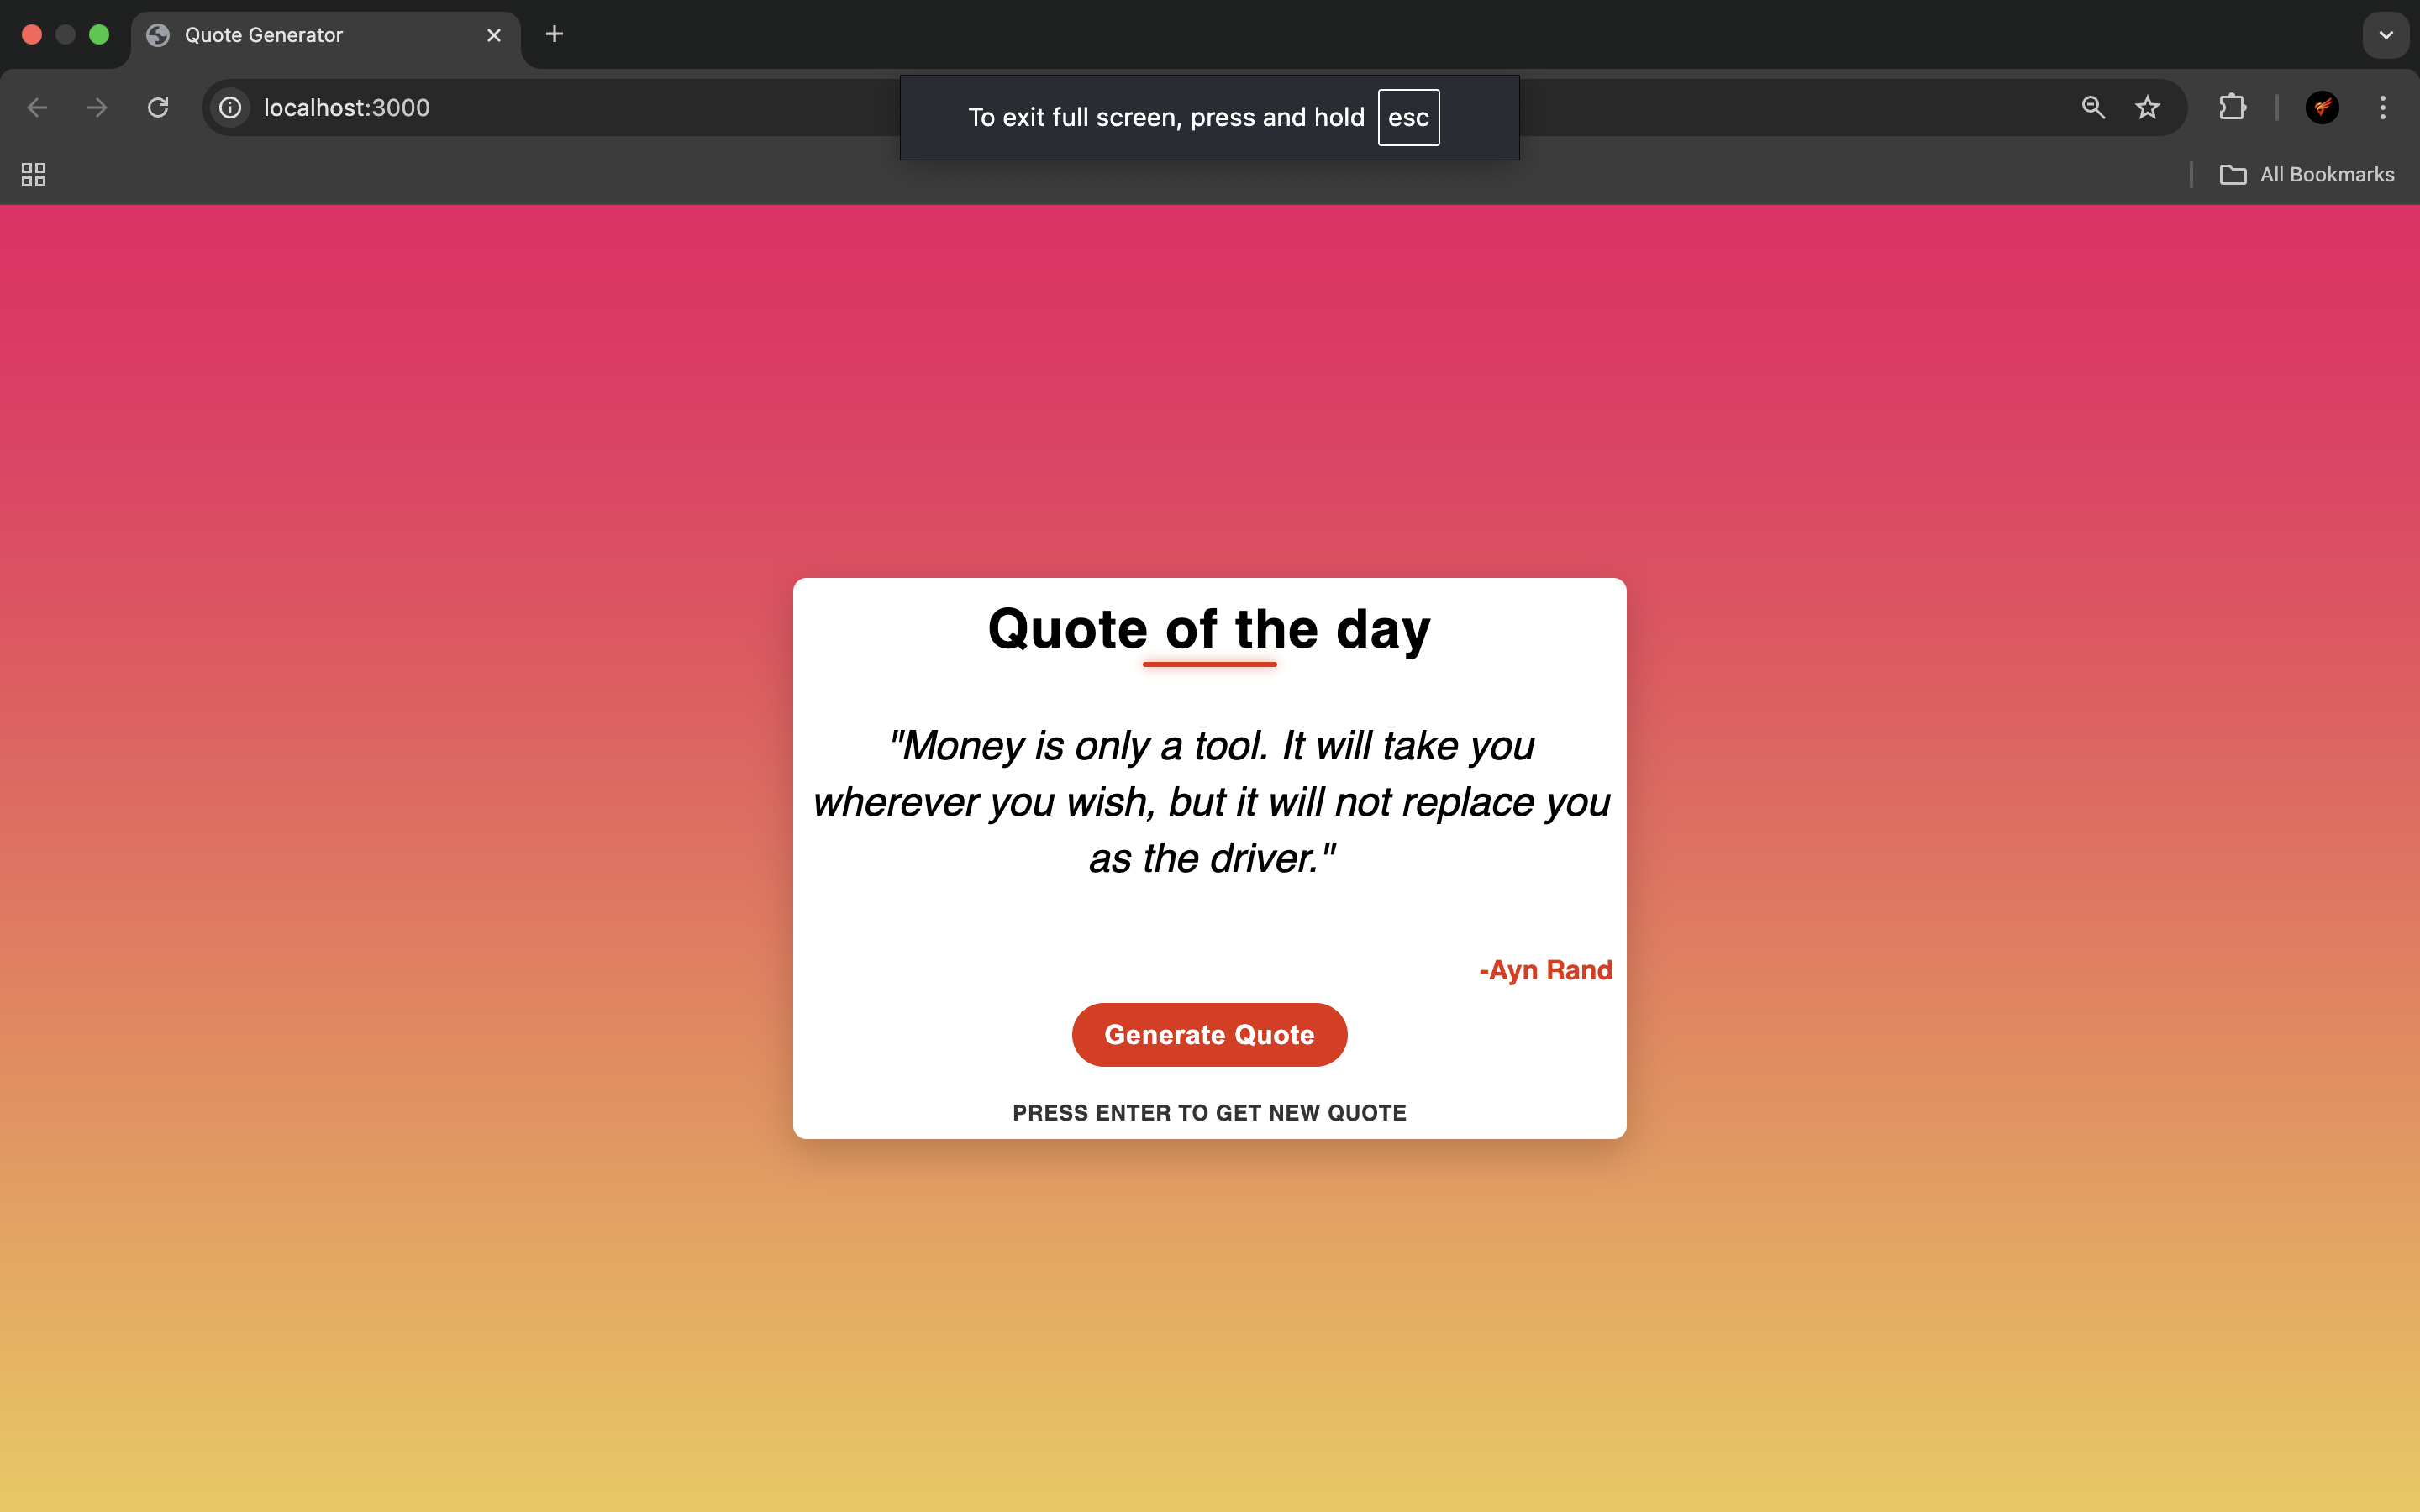 Quote Generator
localhost:3000
To exit full screen, press and hold esc
All Bookmarks
Quote of the day
"Money is only a tool. It will take you
wherever you wish, but it will not replace you
as the driver."
-Ayn Rand
Generate Quote
PRESS ENTER TO GET NEW QUOTE